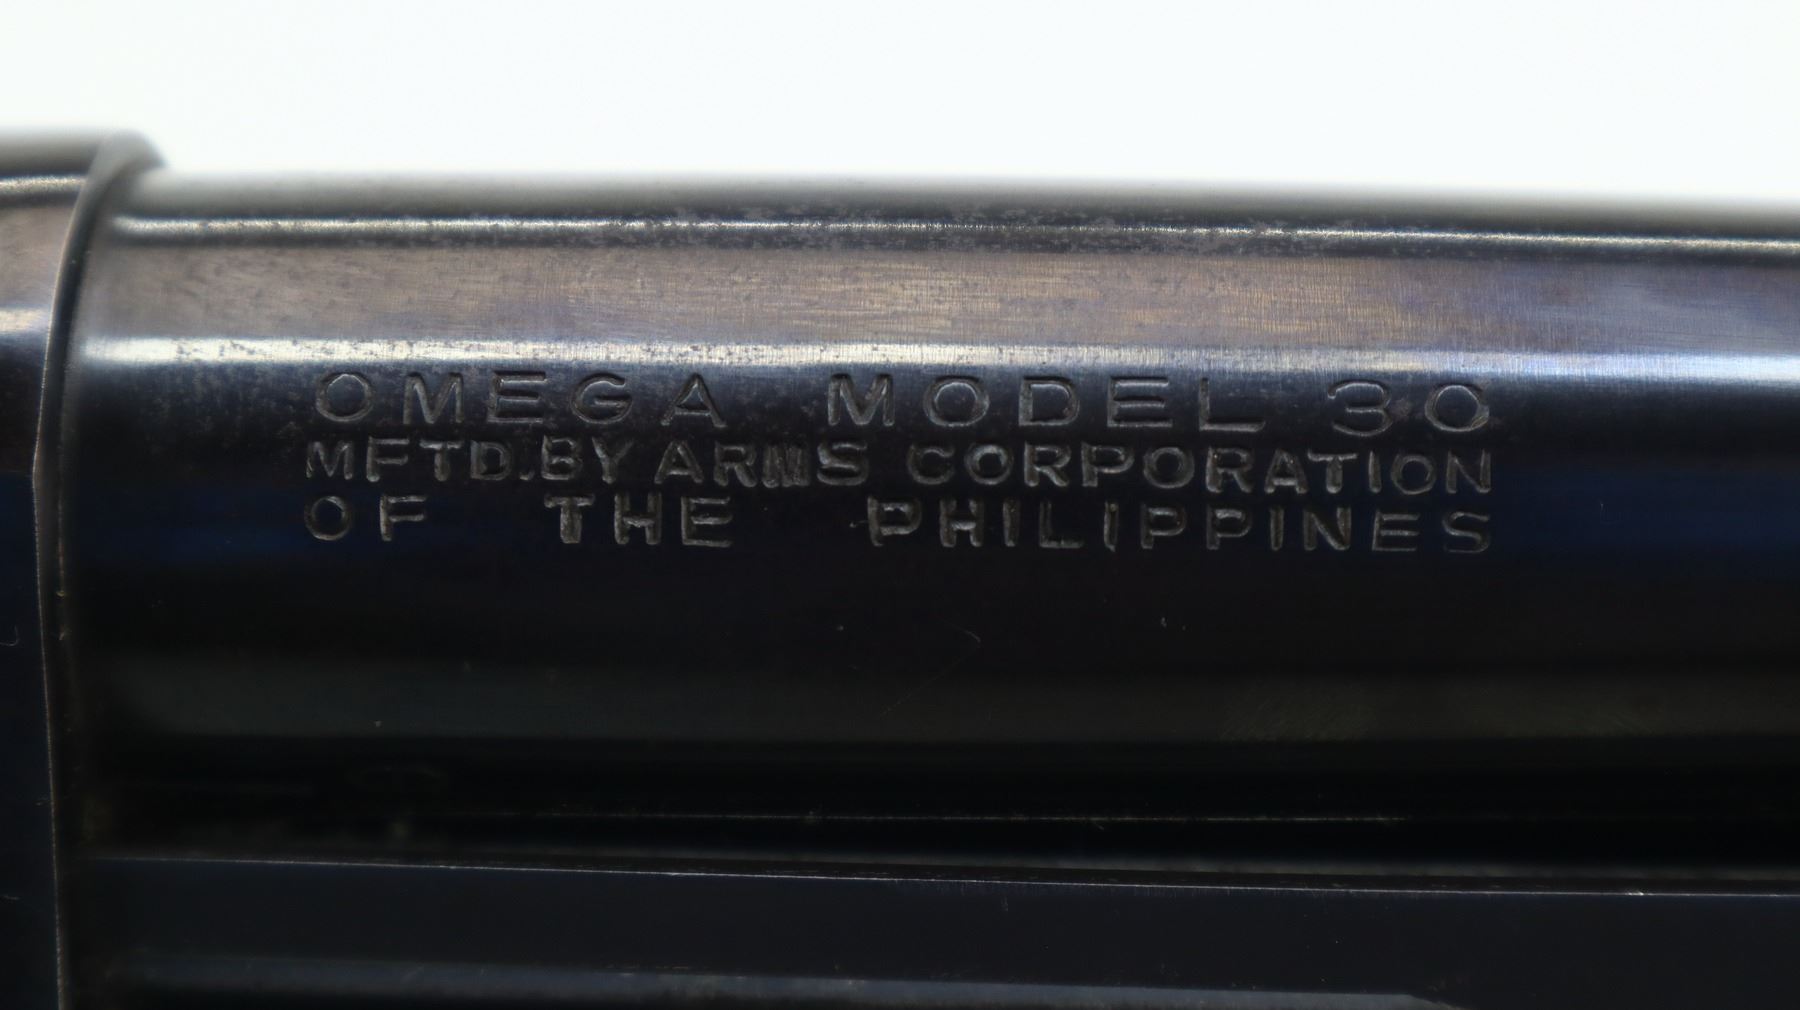 OMEGA MODEL 30
MFTD.BY ARMS CORPORATION
OF THE PHILIPPINES